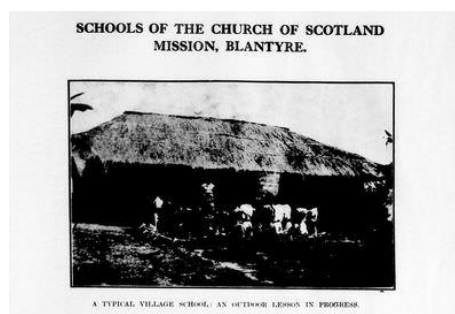 SCHOOLS OF THE CHURCH OF SCOTLAND
MISSION, BLANTYRE.
A TYPICAL VILLAGE SCHOOL: AN OUTDOOR LESSON IN PROGRESS.